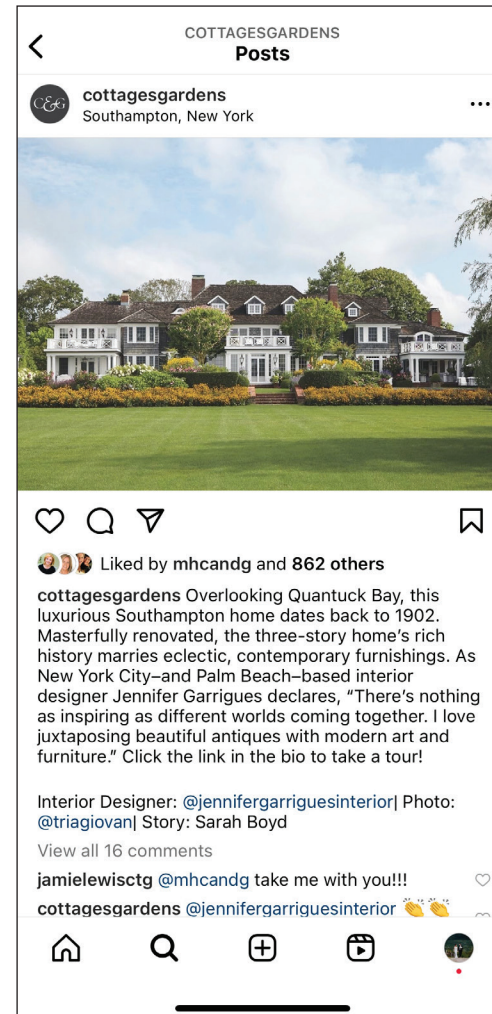 COTTAGESGARDENS
Posts
C&G
cottagesgardens
Southampton, New York
Liked by mhcandg and 862 others
cottagesgardens Overlooking Quantuck Bay, this
luxurious Southampton home dates back to 1902.
Masterfully renovated, the three-story home’s rich
history marries eclectic, contemporary furnishings. As
New York City–and Palm Beach–based interior
designer Jennifer Garrigues declares, “There’s nothing
as inspiring as different worlds coming together. I love
juxtaposing beautiful antiques with modern art and
furniture.” Click the link in the bio to take a tour!
Interior Designer: @jennifergarriguesinterior| Photo:
@triagiovan| Story: Sarah Boyd
View all 16 comments
jamielewisctg @mhcandg take me with you!!!
cottagesgardens @jennifergarriguesinterior 👏👏